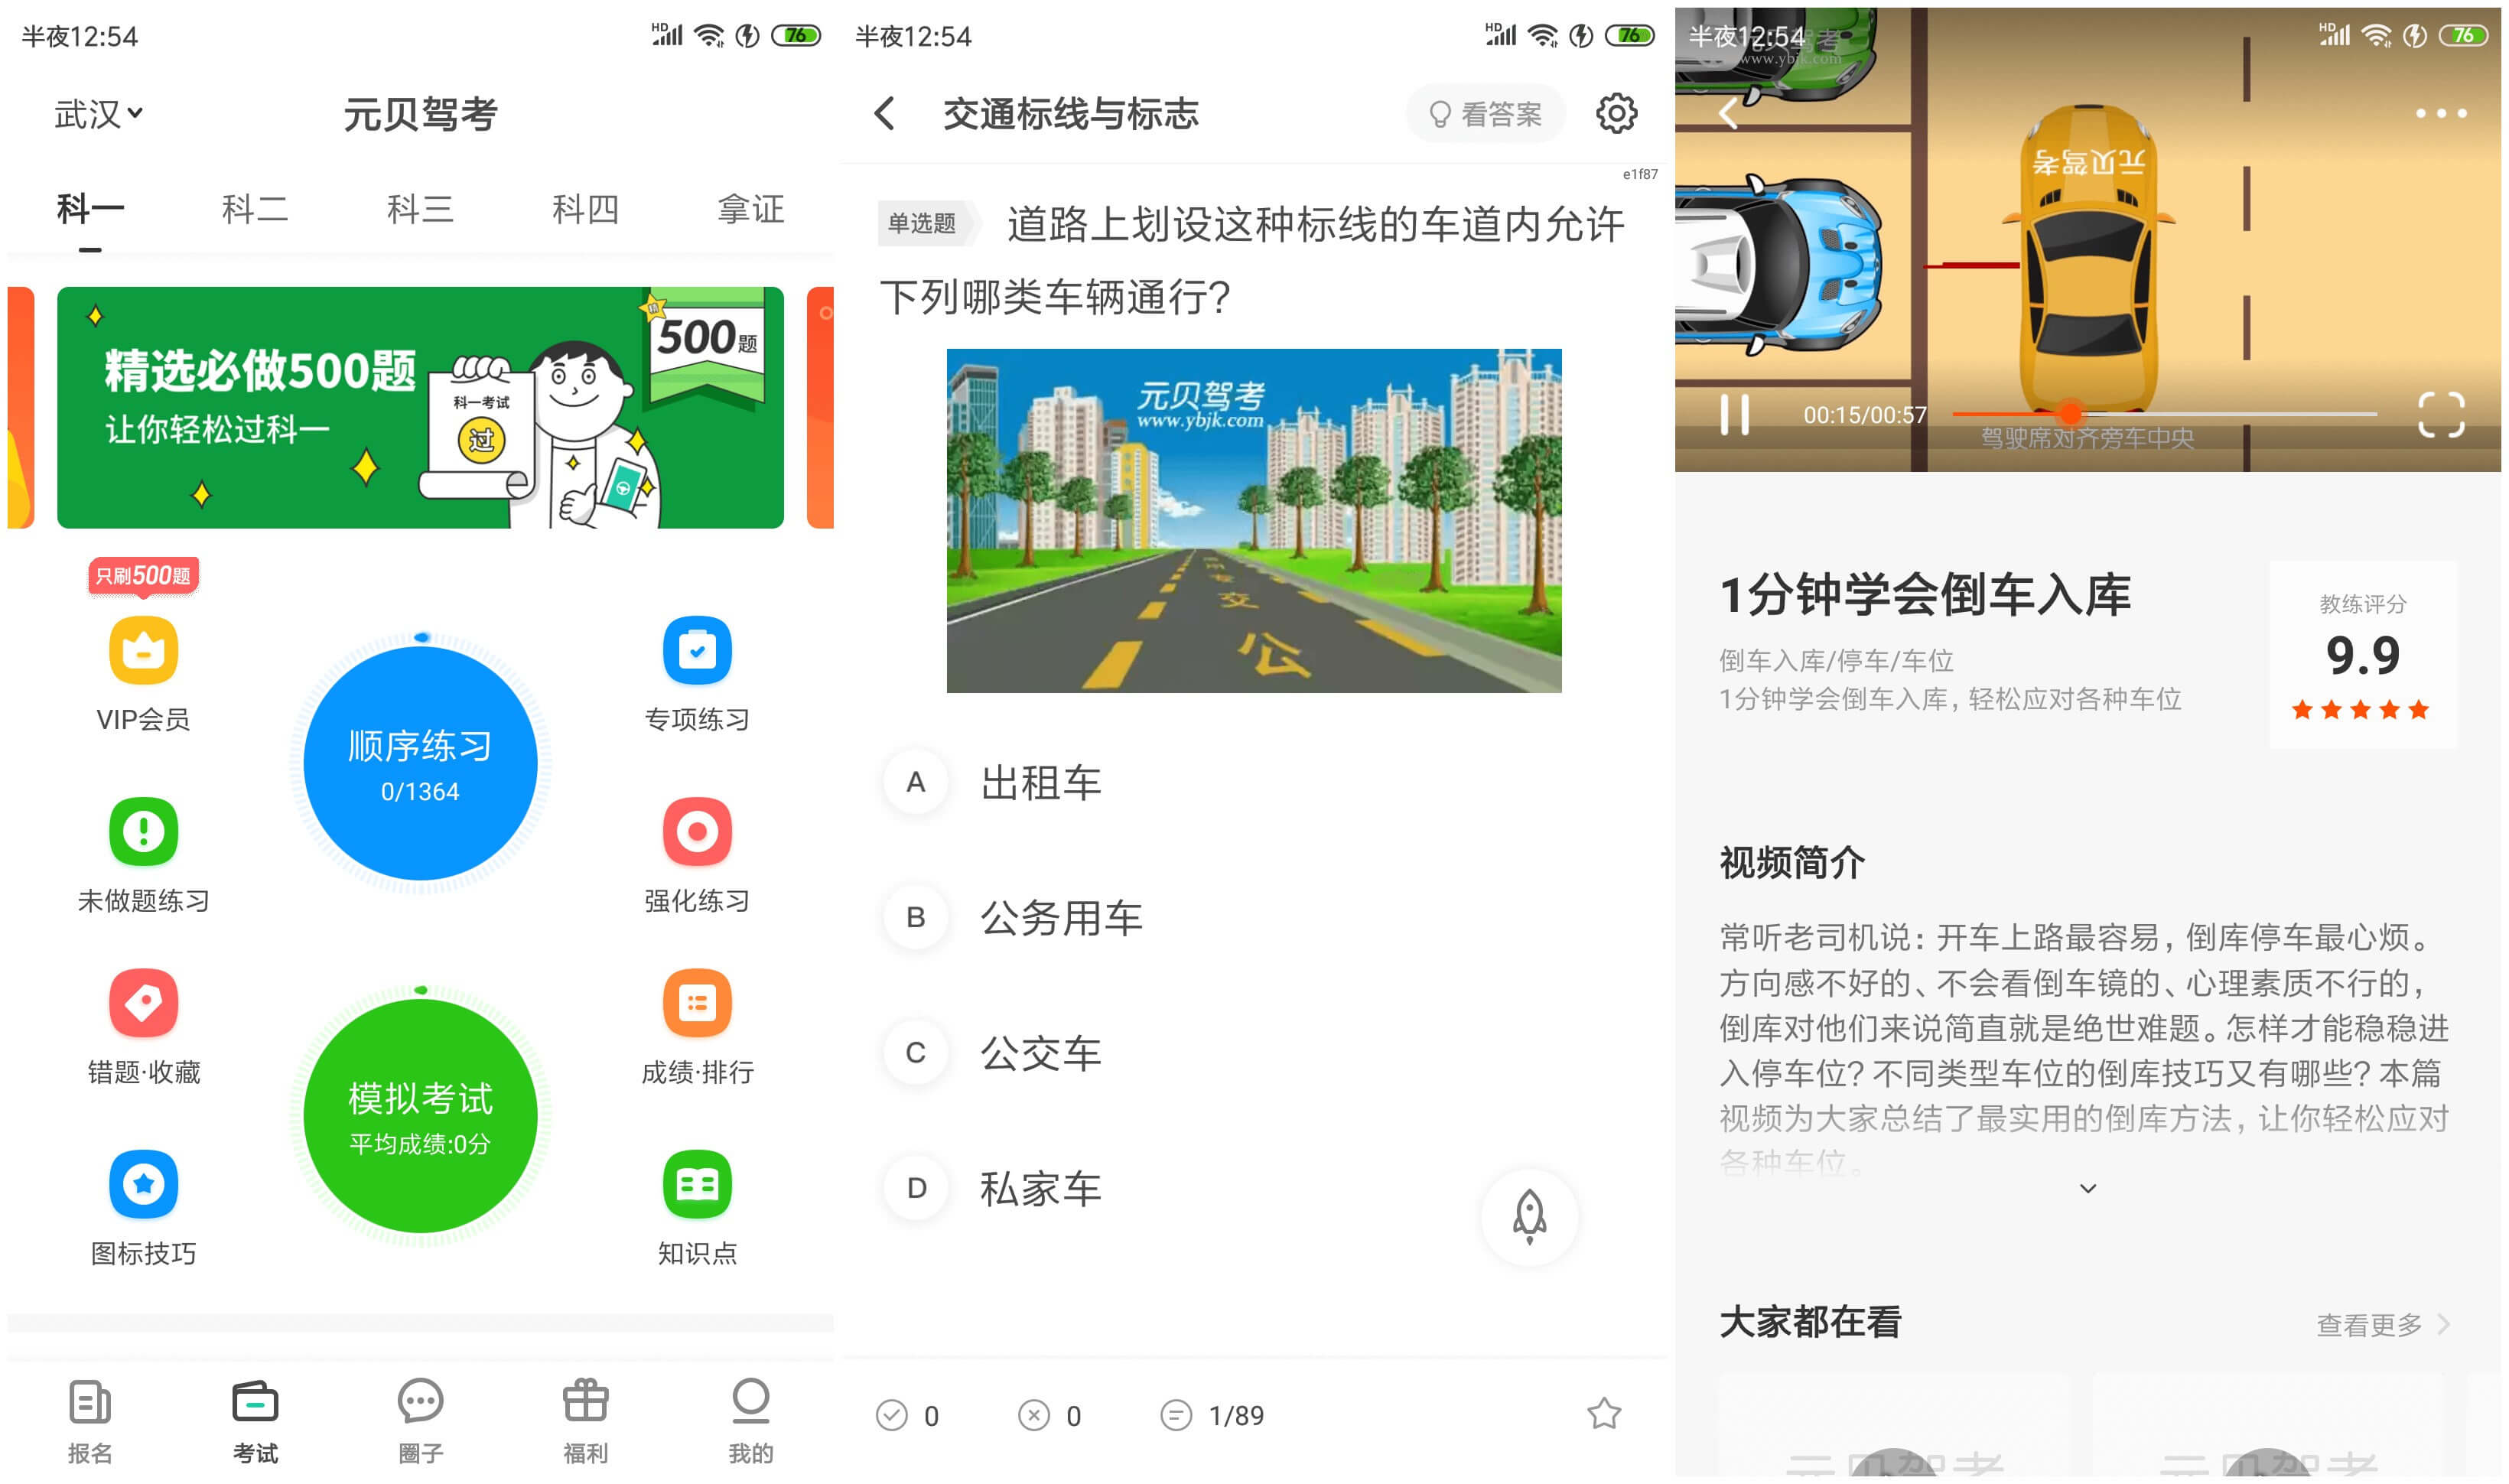 半夜12:54
HD
76
武汉
元贝驾考
科一
科二
科三
科四
拿证
精选必做500题
让你轻松过科一
科一考试
过
精
500题
只刷500题
VIP会员
顺序练习
0/1364
专项练习
未做题练习
强化练习
错题·收藏
模拟考试
平均成绩:0分
成绩·排行
图标技巧
知识点
报名
考试
圈子
福利
我的
半夜12:54
HD
76
交通标线与标志
看答案
e1f87
单选题
道路上划设这种标线的车道内允许
下列哪类车辆通行?
元贝驾考
www.ybjk.com
交
公
A 出租车
B 公务用车
C 公交车
D 私家车
0
0
1/89
半夜12:54
HD
76
元贝驾考
www.ybjk.com
元贝驾考
00:15/00:57
驾驶席对齐旁车中央
1分钟学会倒车入库
倒车入库/停车/车位
1分钟学会倒车入库, 轻松应对各种车位
教练评分
9.9
视频简介
常听老司机说: 开车上路最容易, 倒库停车最心烦。
方向感不好的、不会看倒车镜的、心理素质不行的,
倒库对他们来说简直就是绝世难题。怎样才能稳稳进
入停车位? 不同类型车位的倒库技巧又有哪些? 本篇
视频为大家总结了最实用的倒库方法, 让你轻松应对
各种车位。
大家都在看
查看更多
元贝驾考
元贝驾考